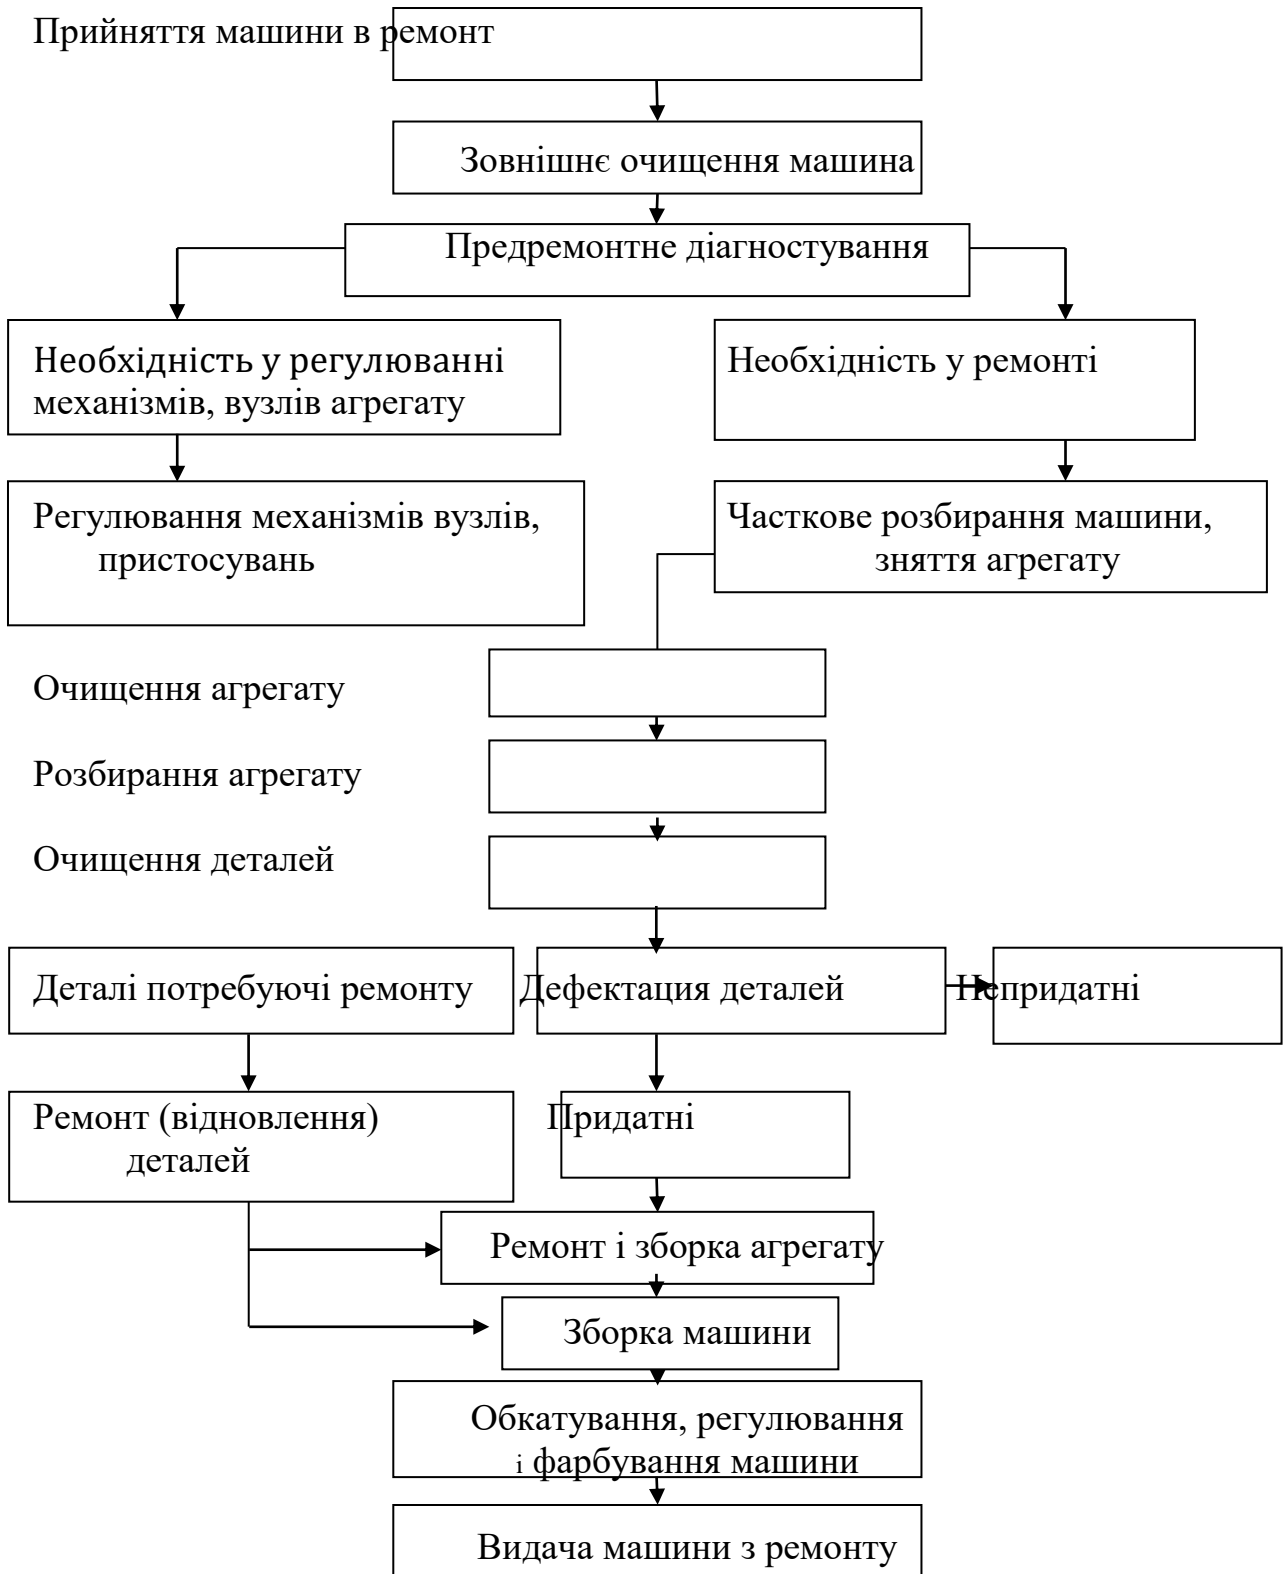 Прийняття машини в ремонт
Зовнішнє очищення машина
Предремонтне діагностування
Необхідність у регулюванні
механізмів, вузлів агрегату
Необхідність у ремонті
Регулювання механізмів вузлів,
пристосувань
Часткове розбирання машини,
зняття агрегату
Очищення агрегату
Розбирання агрегату
Очищення деталей
Деталі потребуючі ремонту
Дефектация деталей
Непридатні
Ремонт (відновлення)
деталей
Придатні
Ремонт і зборка агрегату
Зборка машини
Обкатування, регулювання
і фарбування машини
Видача машини з ремонту